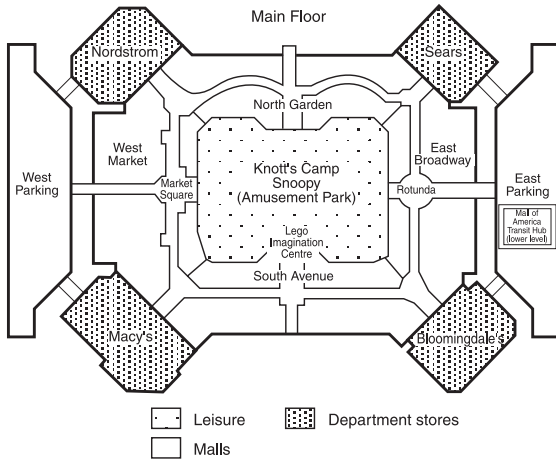 Main Floor
Nordstrom
Sears
North Garden
West
Market
East
Broadway
Knott's Camp
Snoopy
(Amusement Park)
West
Parking
Market
Square
Rotunda
East
Parking
Mall of
America
Transit Hub
(lower level)
Lego
Imagination
Centre
South Avenue
Macy's
Bloomingdale's
Leisure
Department stores
Malls